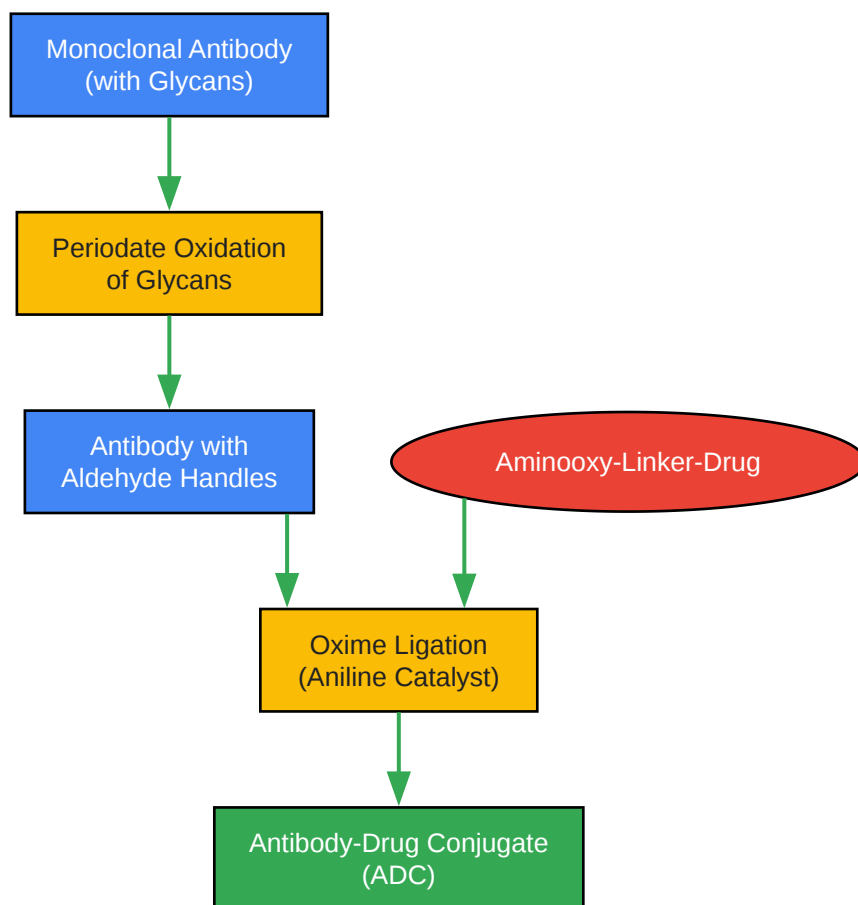 Monoclonal Antibody
(with Glycans)
Periodate Oxidation
of Glycans
Antibody with
Aldehyde Handles
Aminooxy-Linker-Drug
Oxime Ligation
(Aniline Catalyst)
Antibody-Drug Conjugate
(ADC)